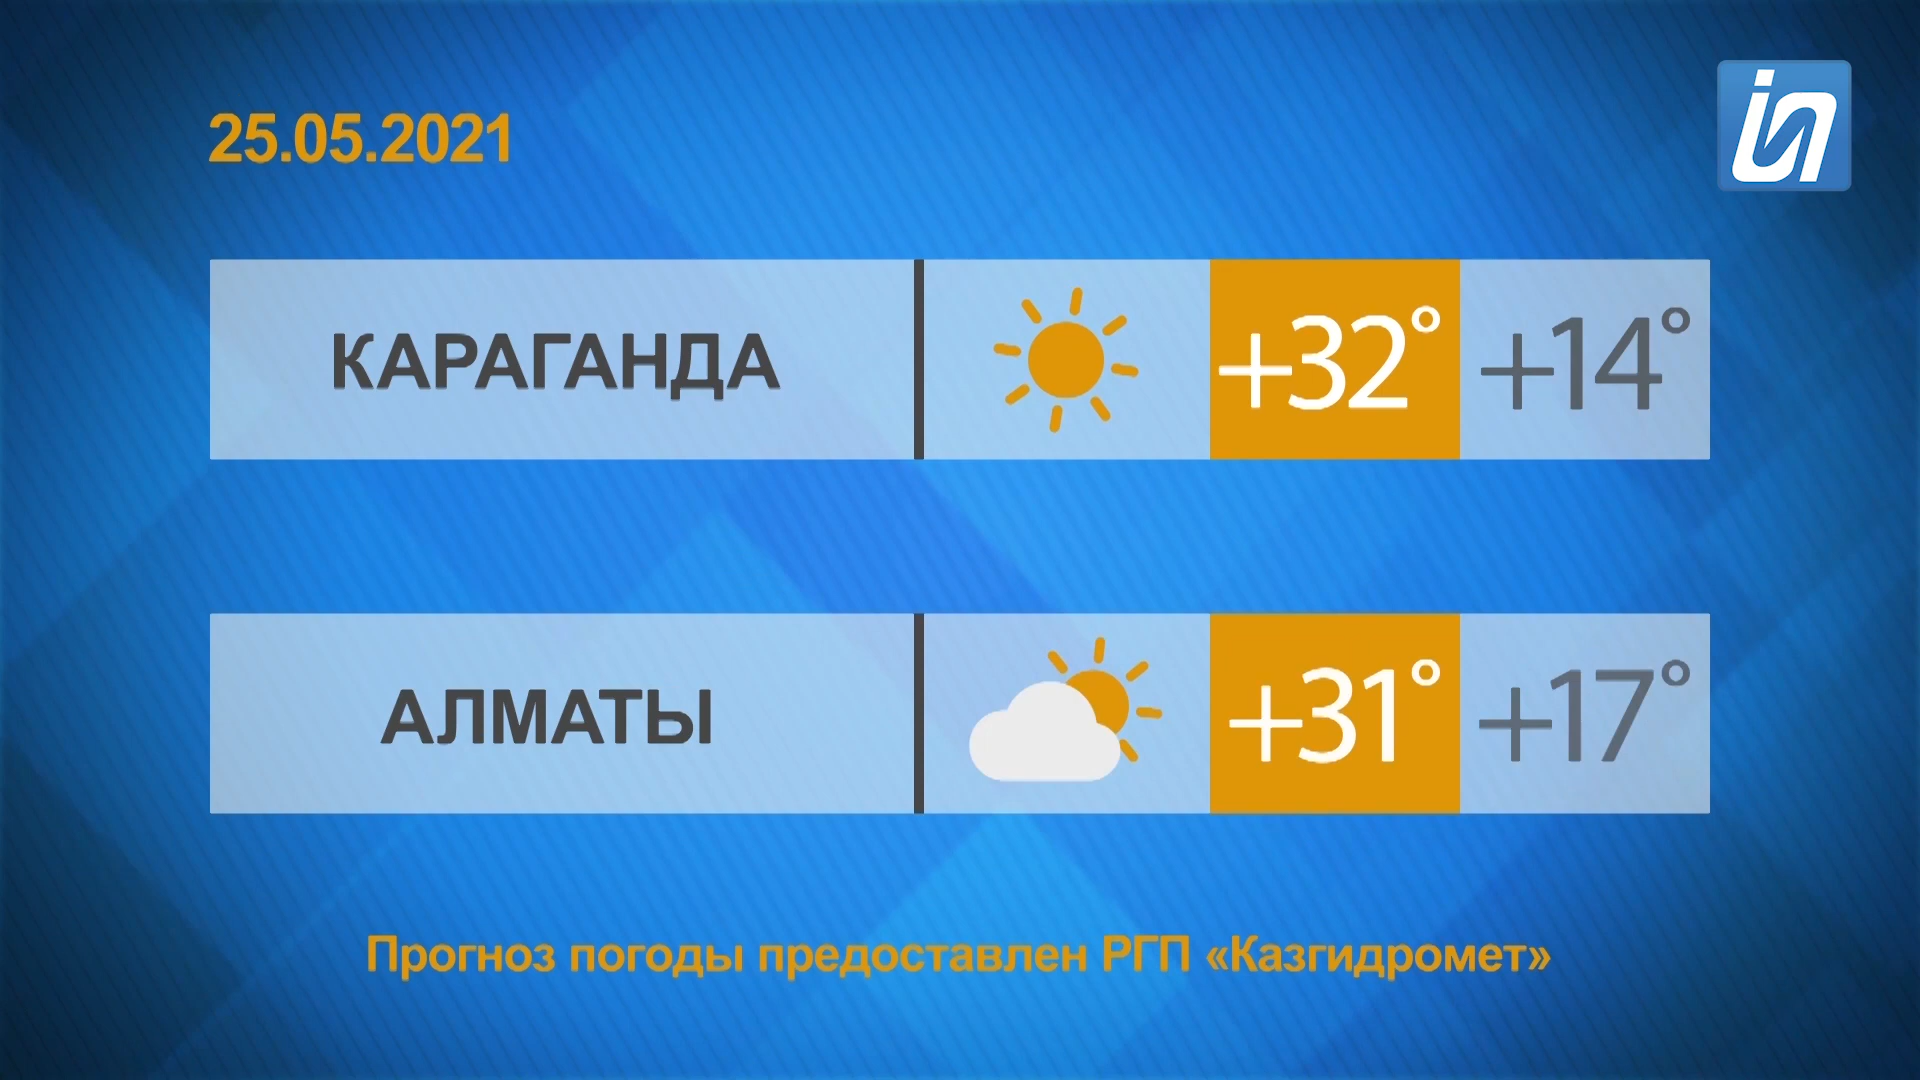 25.05.2021
КАРАГАНДА +32° +14°
АЛМАТЫ +31° +17°
Прогноз погоды предоставлен РГП «Казгидромет»